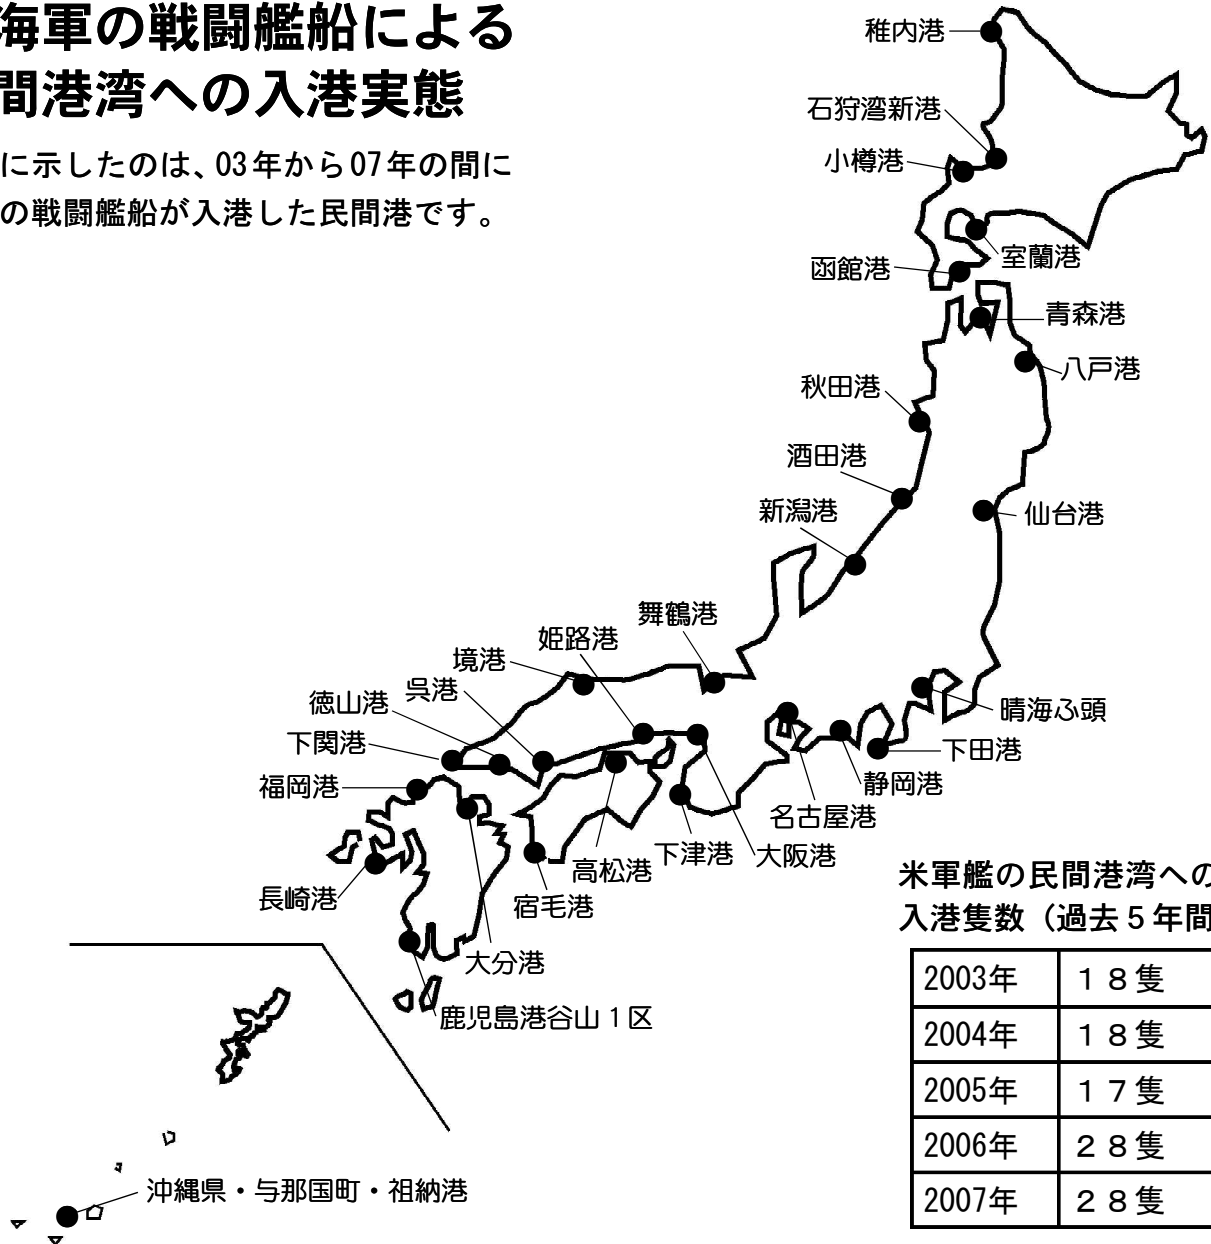 海軍の戦闘艦船による
間港湾への入港実態
に示したのは、03年から07年の間に
の戦闘艦船が入港した民間港です。
稚内港
石狩湾新港
小樽港
室蘭港
函館港
青森港
八戸港
秋田港
酒田港
新潟港
仙台港
舞鶴港
姫路港
境港
呉港
徳山港
下関港
福岡港
晴海ふ頭
下田港
静岡港
名古屋港
大阪港
下津港
高松港
宿毛港
長崎港
大分港
鹿児島港谷山1区
沖縄県・与那国町・祖納港
米軍艦の民間港湾への
入港隻数（過去5年間
2003年 18隻
2004年 18隻
2005年 17隻
2006年 28隻
2007年 28隻